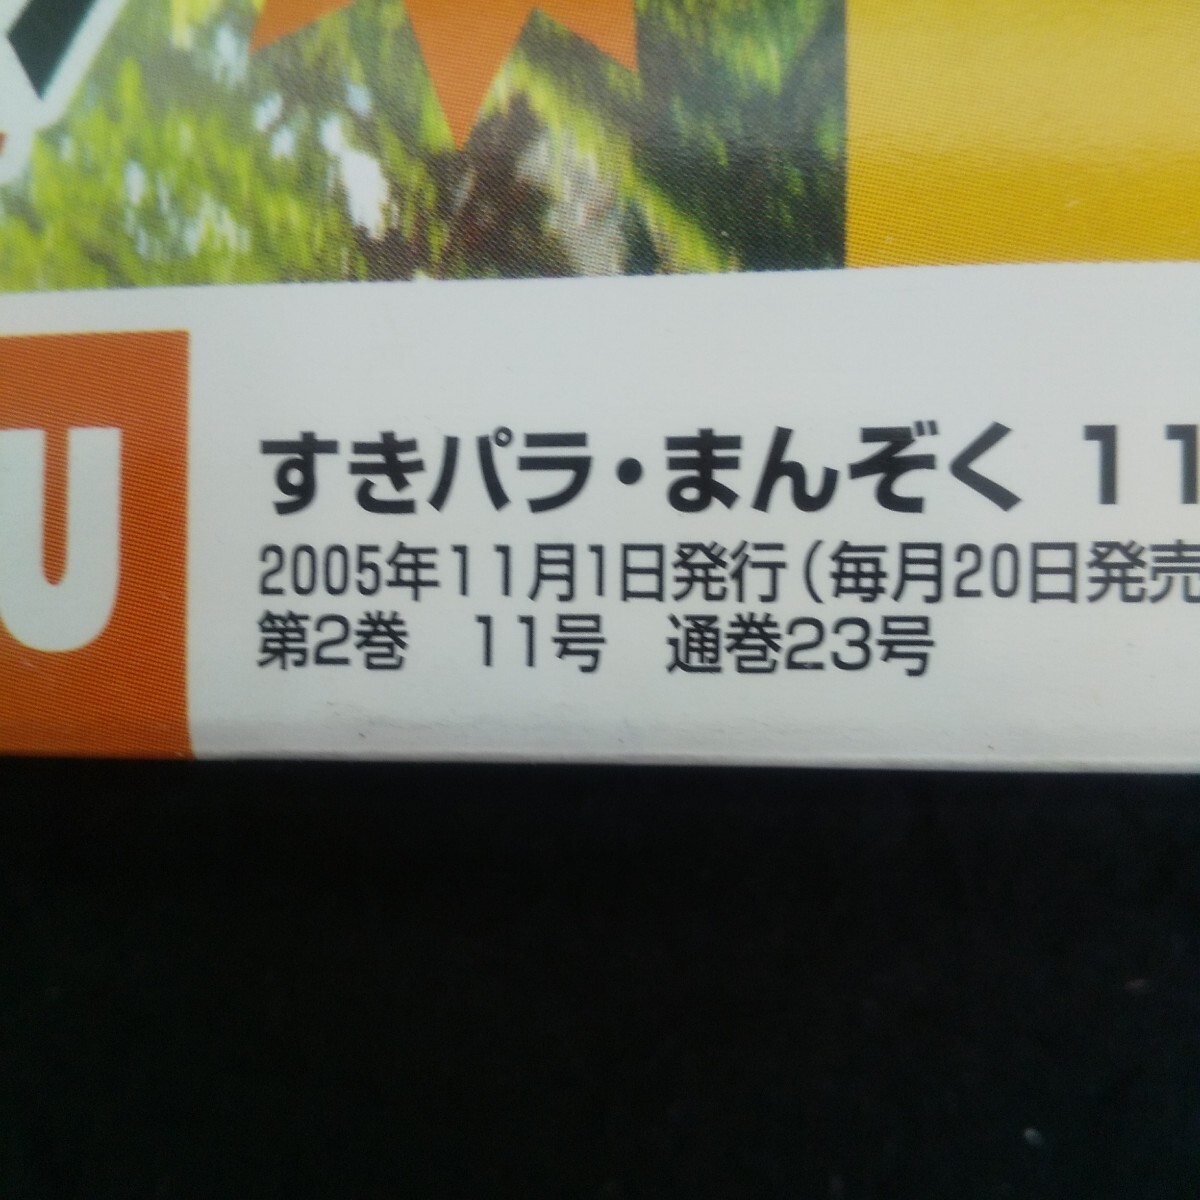 すきパラ・まんぞく 11
2005年11月1日発行（毎月20日発売
第2巻　11号　通巻23号
U